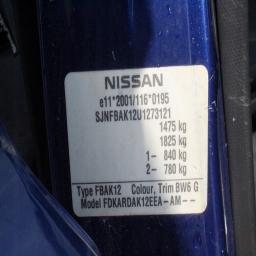 NISSAN
e11*2001/116*0195
SJNFBAK12U1273121
1475 kg
1825 kg
1- 840 kg
2- 780 kg
Type FBAK12 Colour, Trim BW6 G
Model FDKARDAK12EEA-AM--